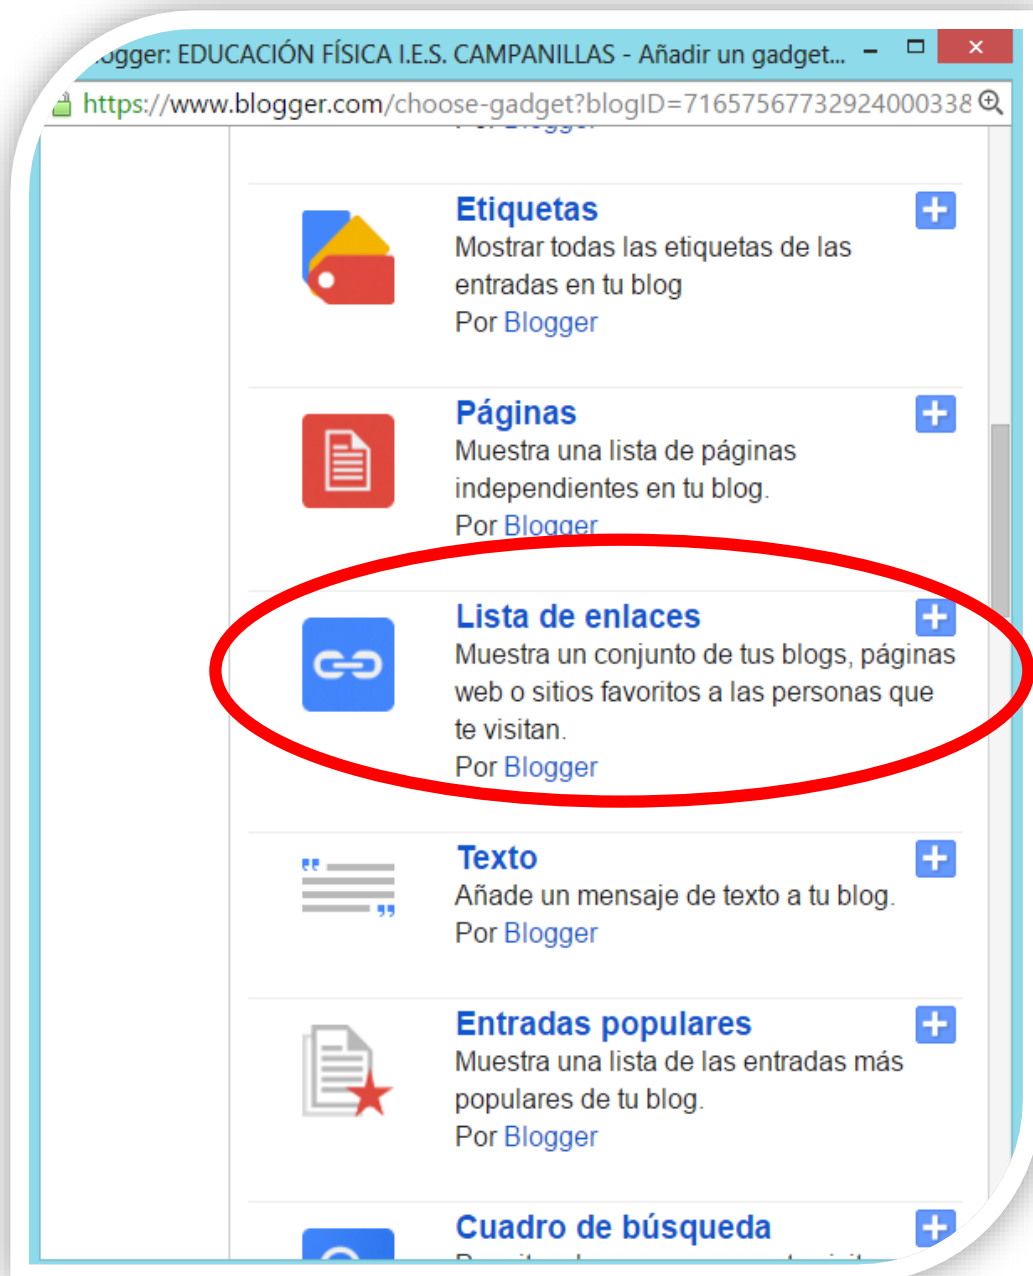 ogger: EDUCACIÓN FÍSICA I.E.S. CAMPANILLAS - Añadir un gadget...
https://www.blogger.com/choose-gadget?blogID=71657567732924000338
Por Blogger
Etiquetas
Mostrar todas las etiquetas de las
entradas en tu blog
Por Blogger
Páginas
Muestra una lista de páginas
independientes en tu blog.
Por Blogger
Lista de enlaces
Muestra un conjunto de tus blogs, páginas
web o sitios favoritos a las personas que
te visitan.
Por Blogger
Texto
Añade un mensaje de texto a tu blog.
Por Blogger
Entradas populares
Muestra una lista de las entradas más
populares de tu blog.
Por Blogger
Cuadro de búsqueda